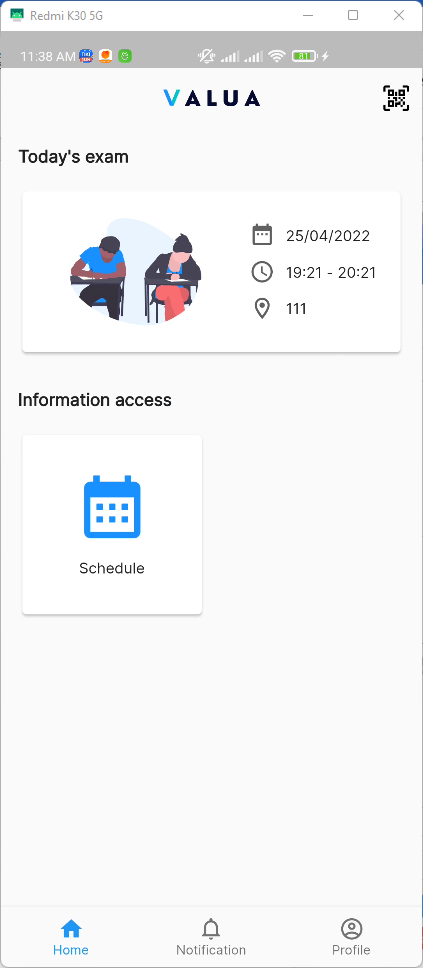 Redmi K30 5G
11:38 AM
81
VALUA
Today's exam
25/04/2022
19:21 - 20:21
111
Information access
Schedule
Home
Notification
Profile